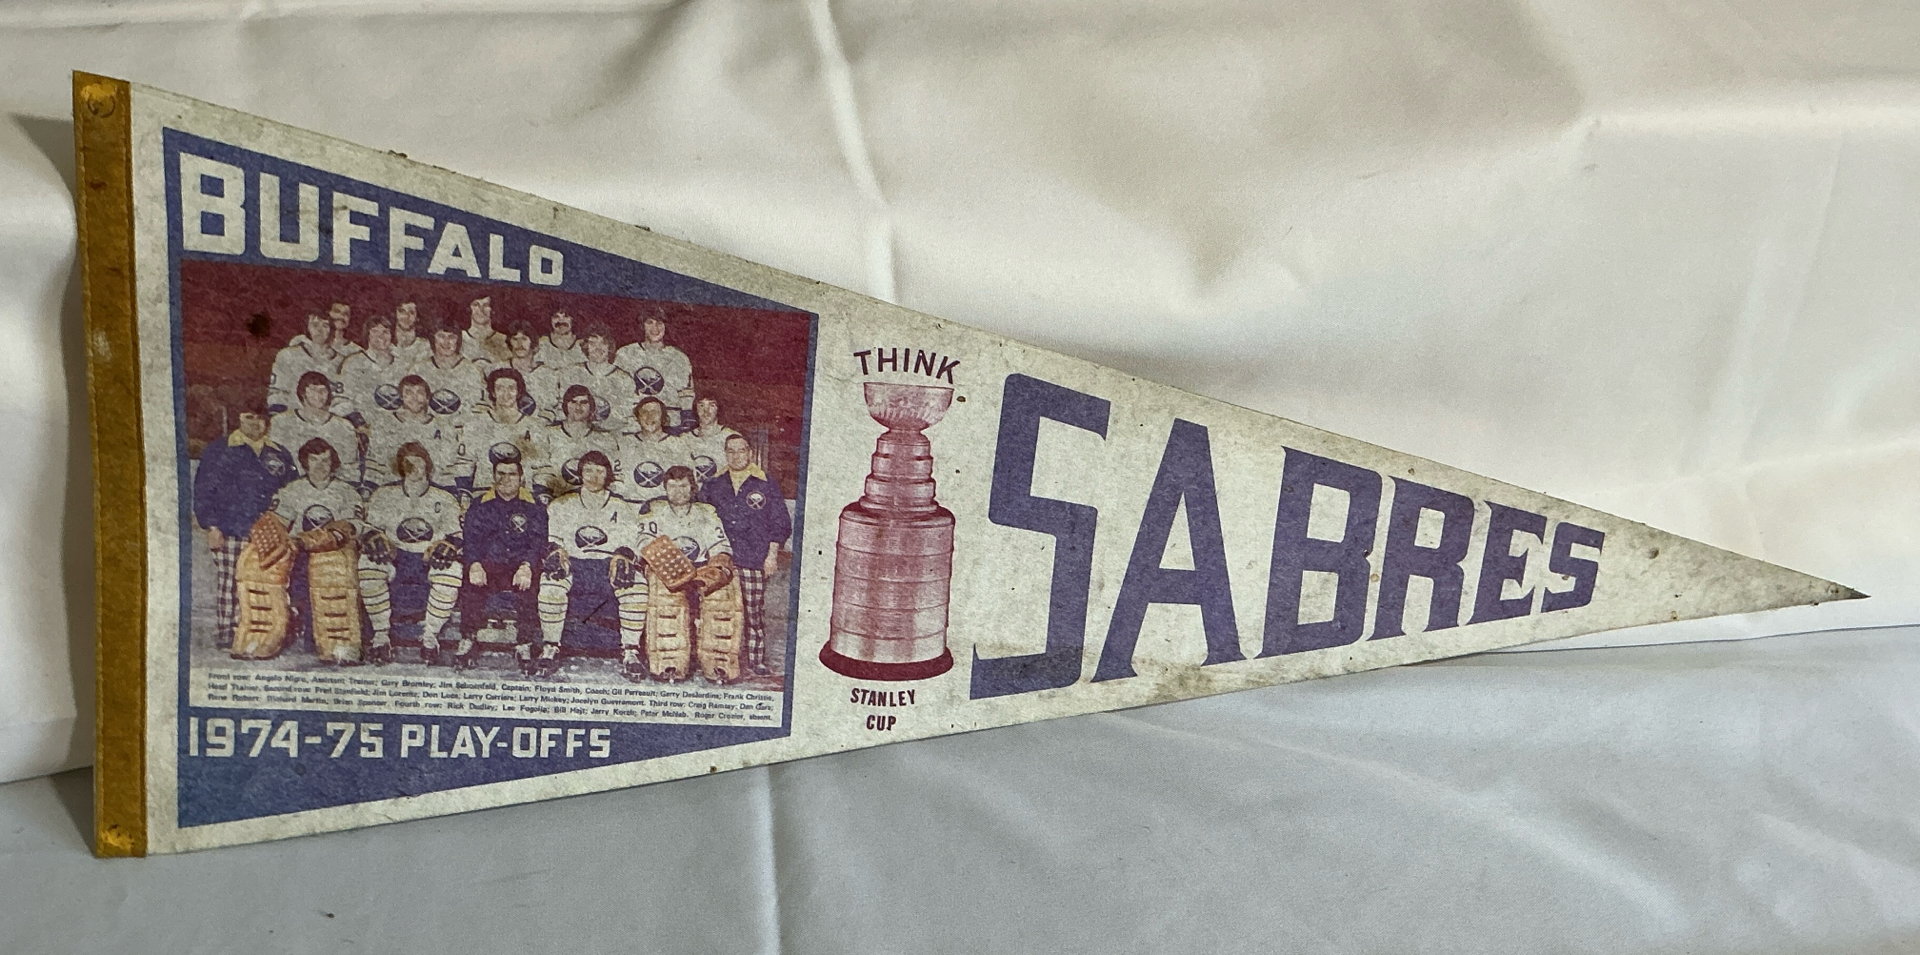 BUFFALO
Front row: Angelo Nigro, Assistant Trainer; Gary Bromley; Jim Schoenfeld, Captain; Floyd Smith, Coach; Gil Perreault; Gerry Desjardins; Frank Christie,
Head Trainer. Second row: Fred Stanfield; Jim Lorentz; Don Luce, Larry Carriere; Larry Mickey; Jocelyn Guevremont. Third row: Craig Ramsay; Dan Gare;
Rene Robert; Richard Martin; Brian Spencer. Fourth row: Rick Dudley; Lee Fogolin; Bill Hajt; Jerry Korab; Peter McNab. Roger Crozier, absent.
1974-75 PLAY-OFFS
THINK
STANLEY
CUP
SABRES